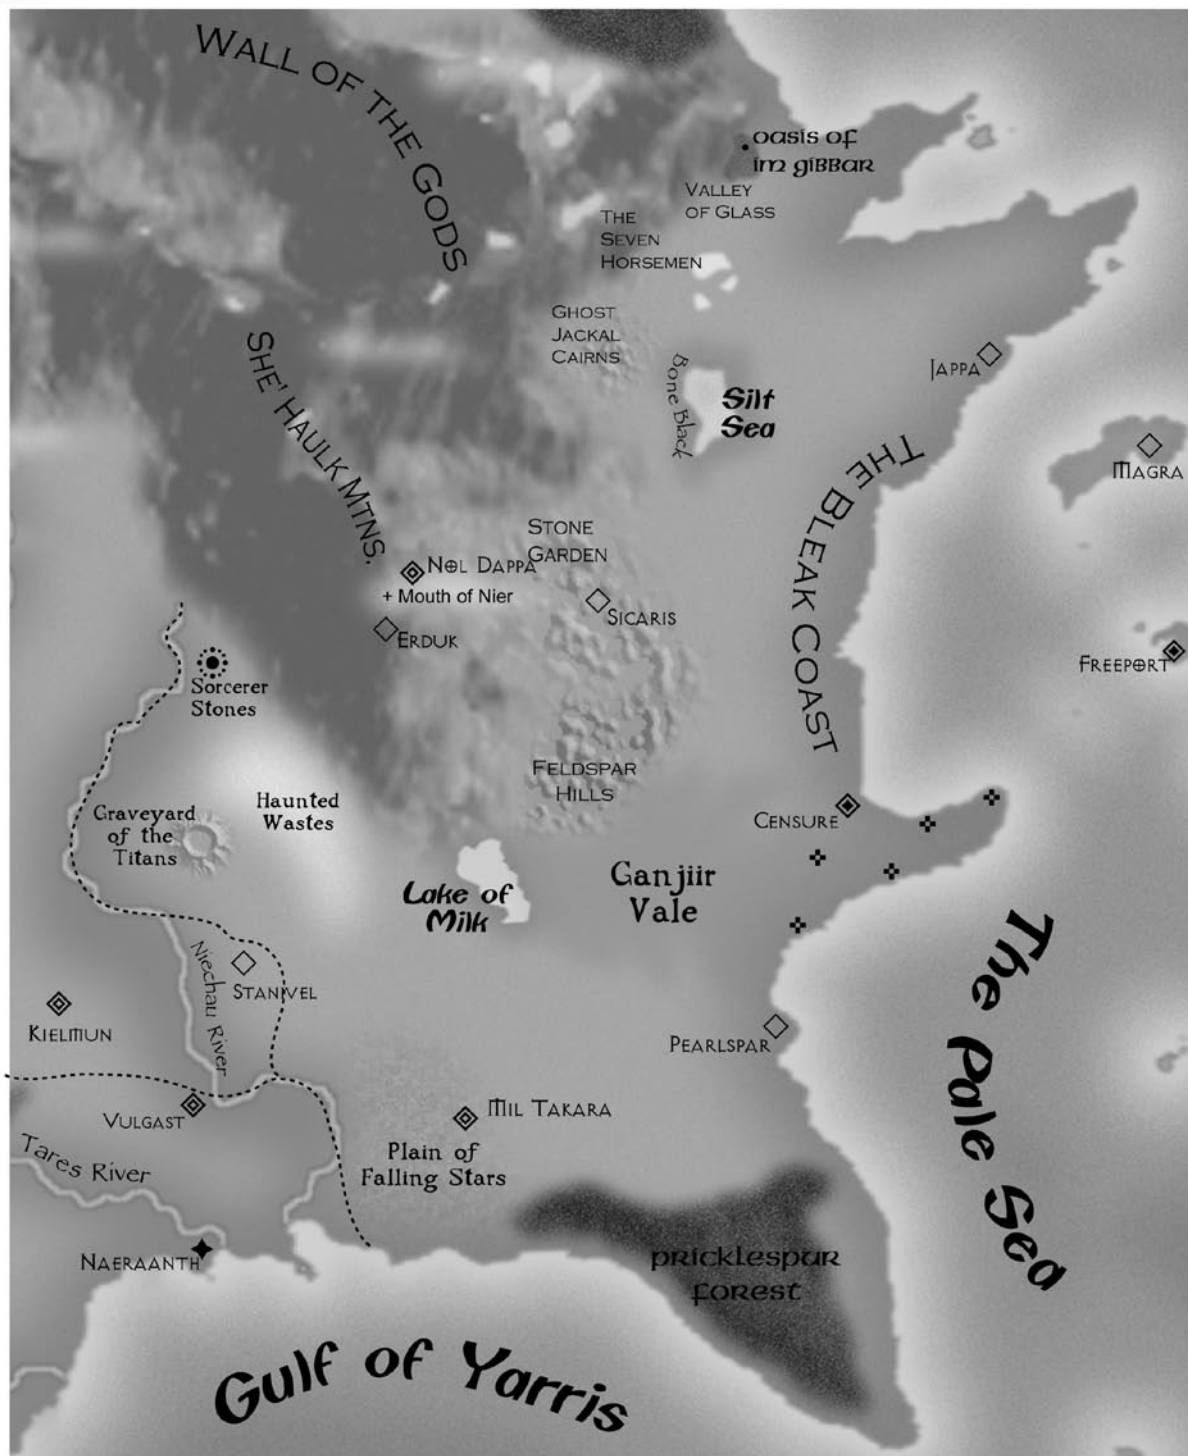 Wall of the Gods
Oasis of
Im Gibbar
Valley
of Glass
The
Seven
Horsemen
Ghost
Jackal
Cairns
She' Haulk Mtns.
Bone Black
Silt
Sea
Jappa
The Bleak Coast
Magra
Stone
Garden
Nol Dappa
+ Mouth of Nier
Sicaris
Erduk
Freeport
Sorcerer
Stones
Feldspar
Hills
Haunted
Wastes
Graveyard
of the
Titans
Censure
Lake of
Milk
Ganjiir
Vale
The Pale Sea
Niechau River
Stanivel
Kielmun
Pearlspar
Vulgast
Mil Takara
Tares River
Plain of
Falling Stars
Naeraanth
Pricklespur
Forest
Gulf of Yarris